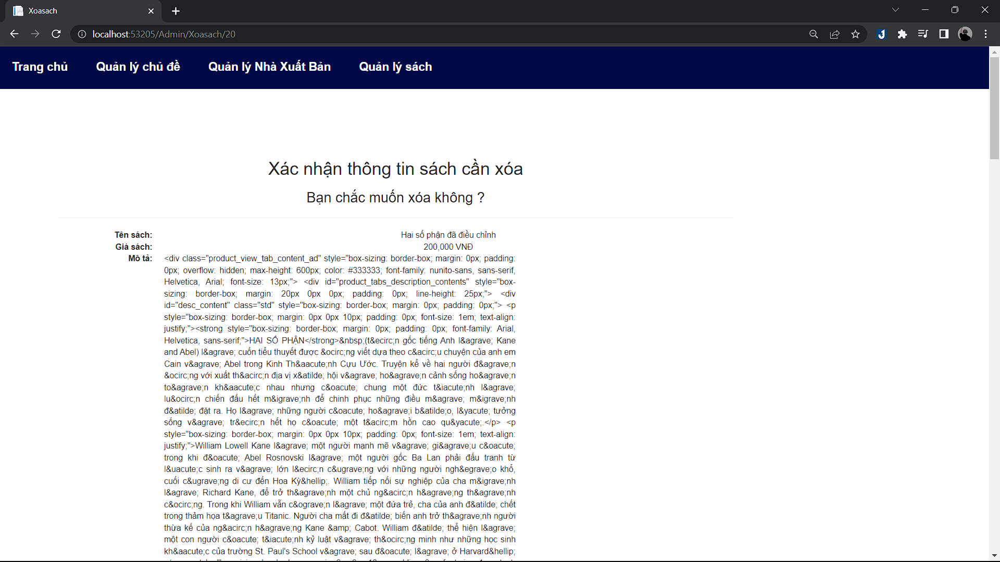 Xoasach
localhost:53205/Admin/Xoasach/20
Trang chủ Quản lý chủ đề Quản lý Nhà Xuất Bản Quản lý sách
Xác nhận thông tin sách cần xóa
Bạn chắc muốn xóa không ?
Tên sách: Hai số phận đã điều chỉnh
Giá sách: 200,000 VNĐ
Mô tả: <div class="product_view_tab_content_ad" style="box-sizing: border-box; margin: 0px; padding:
0px; overflow: hidden; max-height: 600px; color: #333333; font-family: nunito-sans, sans-serif,
Helvetica, Arial; font-size: 13px;"> <div id="product_tabs_description_contents" style="box-
sizing: border-box; margin: 20px 0px 0px; padding: 0px; line-height: 25px;"> <div
id="desc_content" class="std" style="box-sizing: border-box; margin: 0px; padding: 0px;"> <p
style="box-sizing: border-box; margin: 0px 0px 10px; padding: 0px; font-size: 1em; text-align:
justify;"><strong style="box-sizing: border-box; margin: 0px; padding: 0px; font-family: Arial,
Helvetica, sans-serif;">HAI SỐ PHẬN</strong>&nbsp;(t&ecirc;n gốc tiếng Anh l&agrave; Kane
and Abel) l&agrave; cuốn tiểu thuyết được &ocirc;ng viết dựa theo c&acirc;u chuyện của anh em
Cain v&agrave; Abel trong Kinh Th&aacute;nh Cựu Ước. Truyện kể về hai người đ&agrave;n
&ocirc;ng với xuất th&acirc;n địa vị x&atilde; hội v&agrave; ho&agrave;n cảnh sống ho&agrave;n
to&agrave;n kh&aacute;c nhau nhưng c&oacute; chung một đức t&iacute;nh l&agrave;
lu&ocirc;n chiến đấu hết m&igrave;nh để chinh phục những điều m&agrave; m&igrave;nh
đ&atilde; đặt ra. Họ l&agrave; những người c&oacute; ho&agrave;i b&atilde;o, l&yacute; tưởng
sống v&agrave; tr&ecirc;n hết họ c&oacute; một t&acirc;m hồn cao qu&yacute;.</p> <p
style="box-sizing: border-box; margin: 0px 0px 10px; padding: 0px; font-size: 1em; text-align:
justify;">William Lowell Kane l&agrave; một người mạnh mẽ v&agrave; gi&agrave;u c&oacute;
trong khi đ&oacute; Abel Rosnovski l&agrave; một người gốc Ba Lan phải đấu tranh từ
l&uacute;c sinh ra v&agrave; lớn l&ecirc;n c&ugrave;ng với những người ngh&egrave;o khổ,
cuối c&ugrave;ng di cư đến Hoa Kỳ&hellip;. William tiếp nối sự nghiệp của cha m&igrave;nh
l&agrave; Richard Kane, để trở th&agrave;nh một chủ ng&acirc;n h&agrave;ng th&agrave;nh
c&ocirc;ng. Trong khi William vẫn c&ograve;n l&agrave; một đứa trẻ, cha của anh đ&atilde; chết
trong thảm họa t&agrave;u Titanic. Người cha mất đi đ&atilde; biến anh trở th&agrave;nh người
thừa kế của ng&acirc;n h&agrave;ng Kane &amp; Cabot. William đ&atilde; thể hiện l&agrave;
một con người c&oacute; t&iacute;nh kỷ luật v&agrave; th&ocirc;ng minh như những học sinh
kh&aacute;c của trường St. Paul's School v&agrave; sau đ&oacute; l&agrave; ở Harvard&hellip;